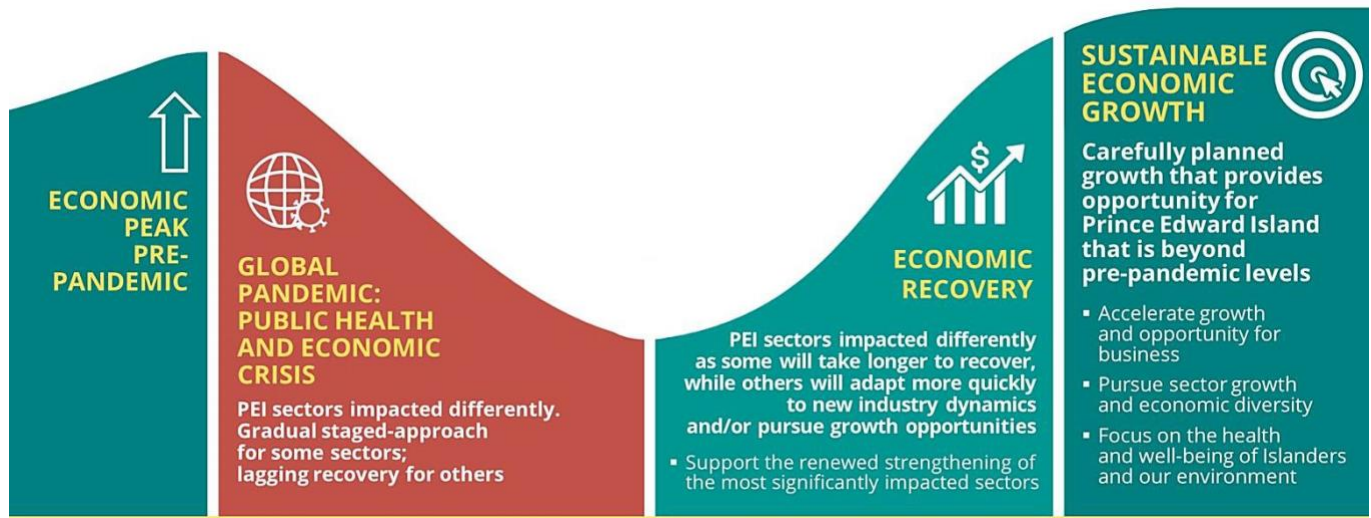 ECONOMIC
PEAK
PRE-
PANDEMIC
GLOBAL
PANDEMIC:
PUBLIC HEALTH
AND ECONOMIC
CRISIS
PEI sectors impacted differently.
Gradual staged-approach
for some sectors;
lagging recovery for others
$
ECONOMIC
RECOVERY
PEI sectors impacted differently
as some will take longer to recover,
while others will adapt more quickly
to new industry dynamics
and/or pursue growth opportunities
▪ Support the renewed strengthening of
the most significantly impacted sectors
SUSTAINABLE
ECONOMIC
GROWTH
Carefully planned
growth that provides
opportunity for
Prince Edward Island
that is beyond
pre-pandemic levels
▪ Accelerate growth
and opportunity for
business
▪ Pursue sector growth
and economic diversity
▪ Focus on the health
and well-being of Islanders
and our environment